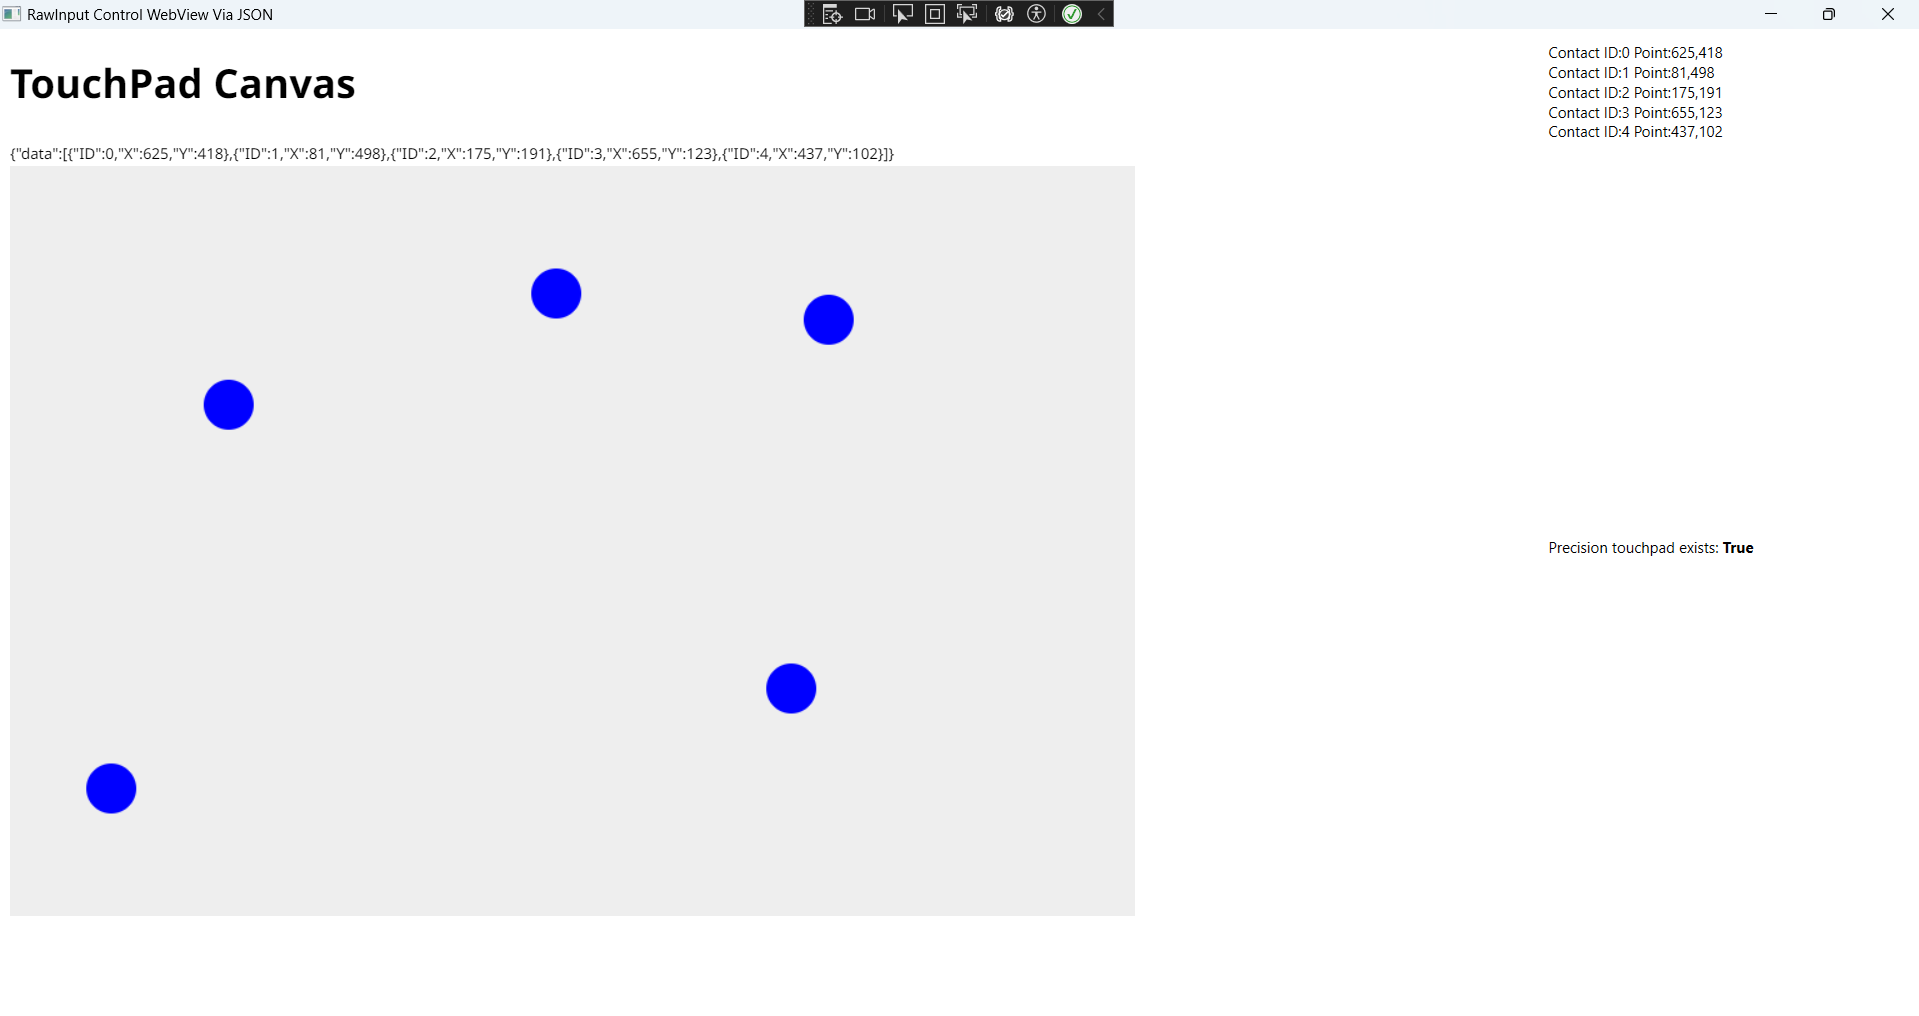 RawInput Control WebView Via JSON
TouchPad Canvas
{"data":[{"ID":0,"X":625,"Y":418},{"ID":1,"X":81,"Y":498},{"ID":2,"X":175,"Y":191},{"ID":3,"X":655,"Y":123},{"ID":4,"X":437,"Y":102}]}
Contact ID:0 Point:625,418
Contact ID:1 Point:81,498
Contact ID:2 Point:175,191
Contact ID:3 Point:655,123
Contact ID:4 Point:437,102
Precision touchpad exists: True